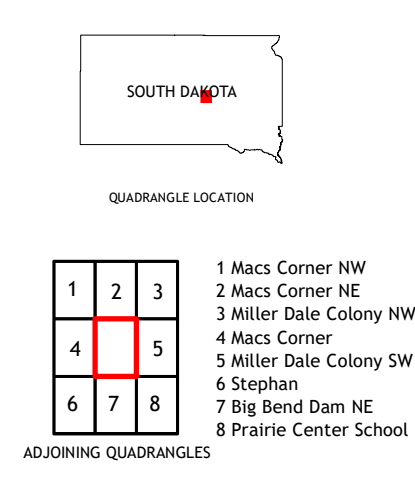 SOUTH DAKOTA
QUADRANGLE LOCATION
1 2 3
4 5
6 7 8
ADJOINING QUADRANGLES
1 Macs Corner NW
2 Macs Corner NE
3 Miller Dale Colony NW
4 Macs Corner
5 Miller Dale Colony SW
6 Stephan
7 Big Bend Dam NE
8 Prairie Center School